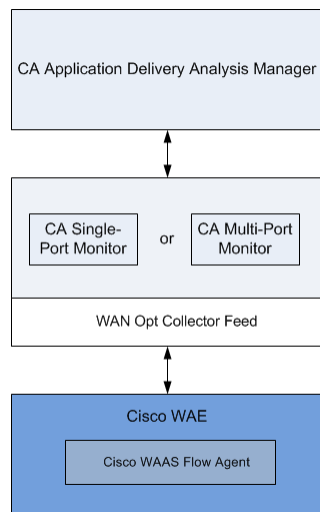 CA Application Delivery Analysis Manager
CA Single-
Port Monitor
or
CA Multi-Port
Monitor
WAN Opt Collector Feed
Cisco WAE
Cisco WAAS Flow Agent